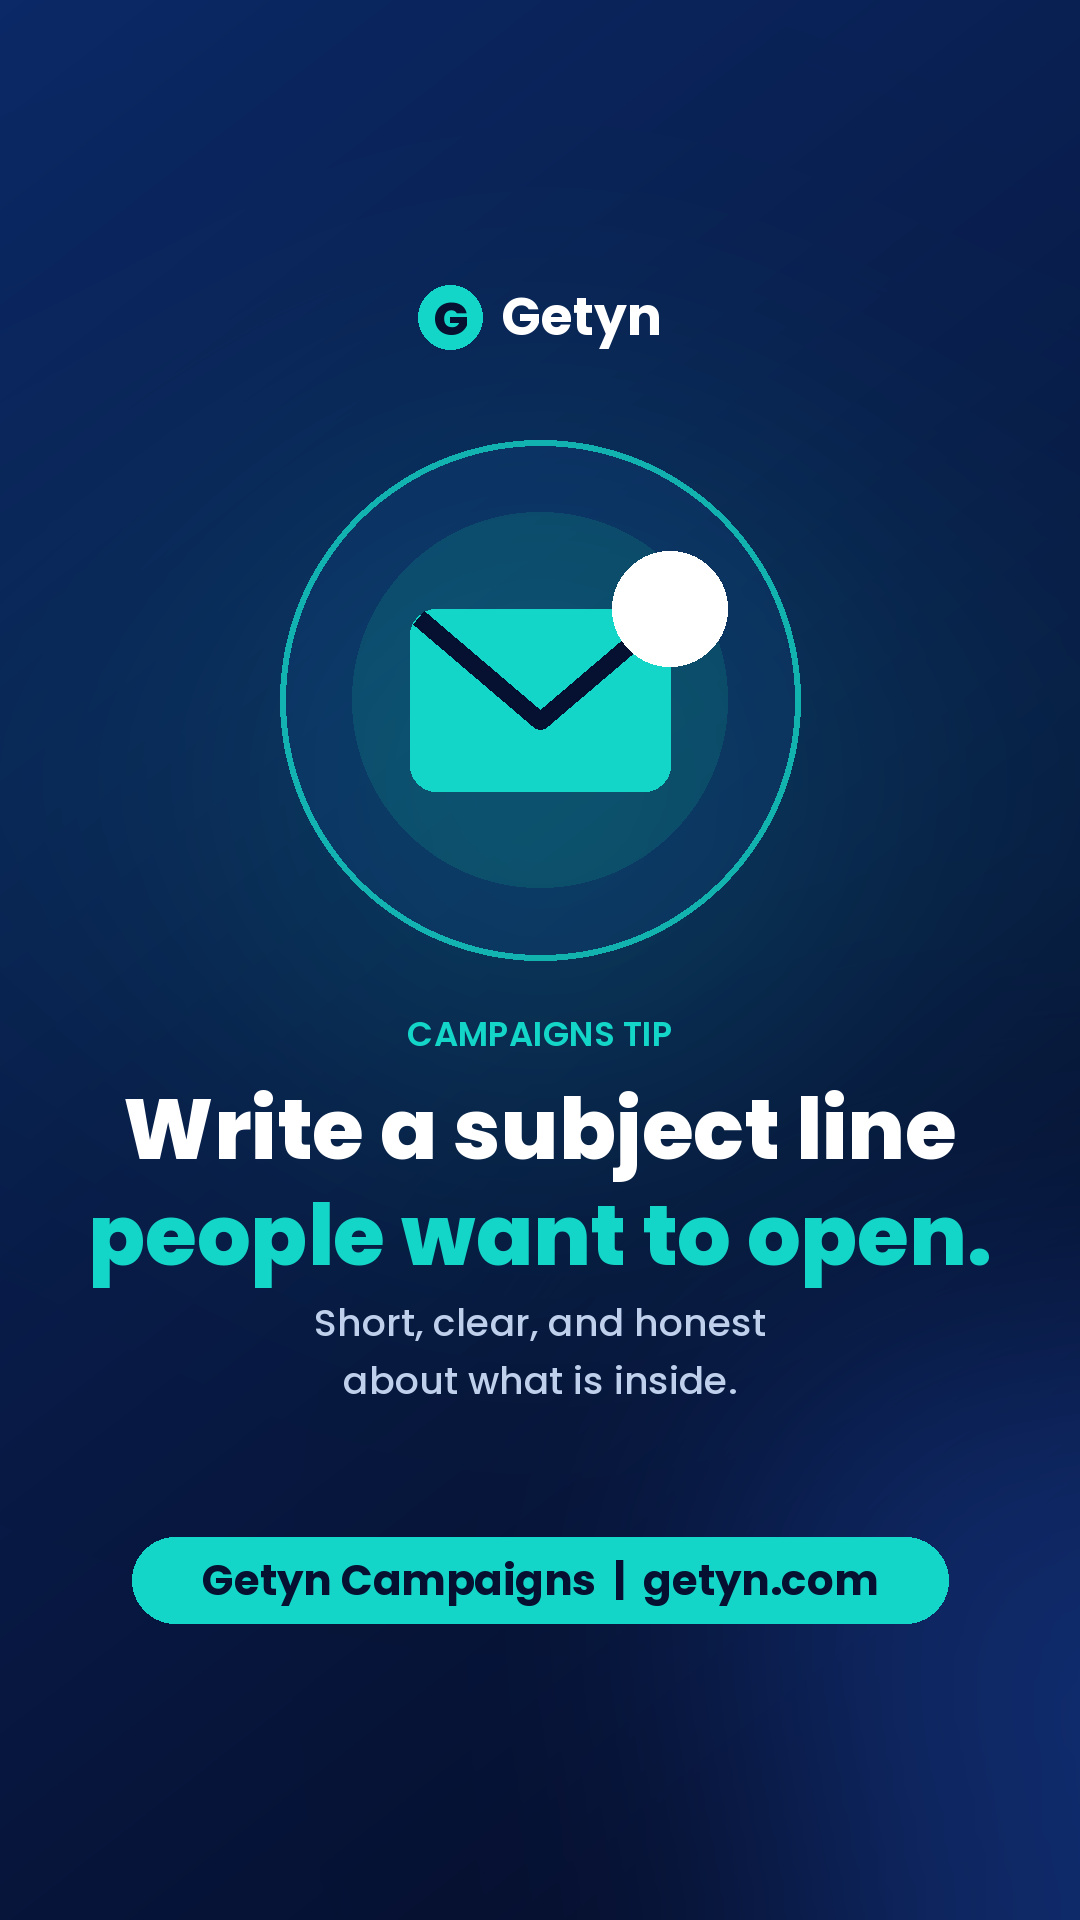 G Getyn
CAMPAIGNS TIP
Write a subject line
people want to open.
Short, clear, and honest
about what is inside.
Getyn Campaigns | getyn.com